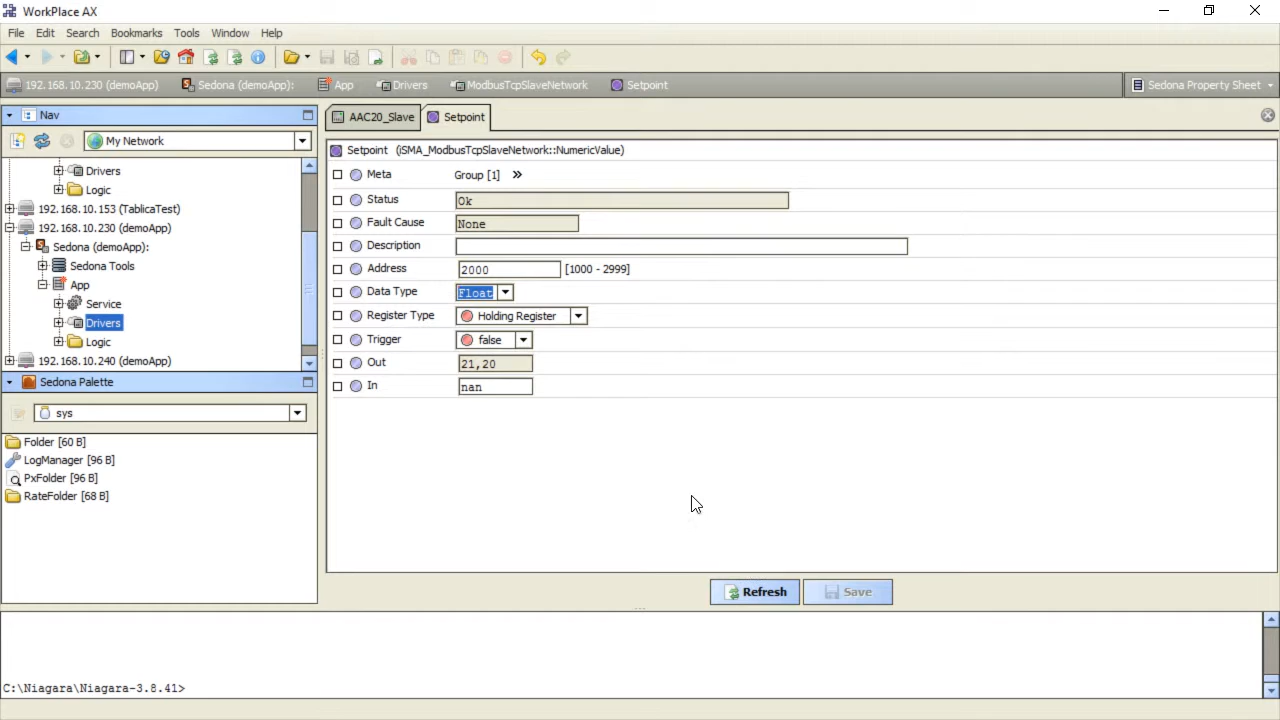 WorkPlace AX
File Edit Search Bookmarks Tools Window Help
192.168.10.230 (demoApp) Sedona (demoApp): App Drivers ModbusTcpSlaveNetwork Setpoint Sedona Property Sheet
Nav
My Network
Drivers
Logic
192.168.10.153 (TablicaTest)
192.168.10.230 (demoApp)
Sedona (demoApp):
Sedona Tools
App
Service
Drivers
Logic
192.168.10.240 (demoApp)
Sedona Palette
sys
Folder [60 B]
LogManager [96 B]
PxFolder [96 B]
RateFolder [68 B]
AAC20_Slave Setpoint
Setpoint (iSMA_ModbusTcpSlaveNetwork::NumericValue)
Meta Group [1] »
Status Ok
Fault Cause None
Description
Address 2000 [1000 - 2999]
Data Type Float
Register Type Holding Register
Trigger false
Out 21,20
In nan
Refresh Save
C:\Niagara\Niagara-3.8.41>